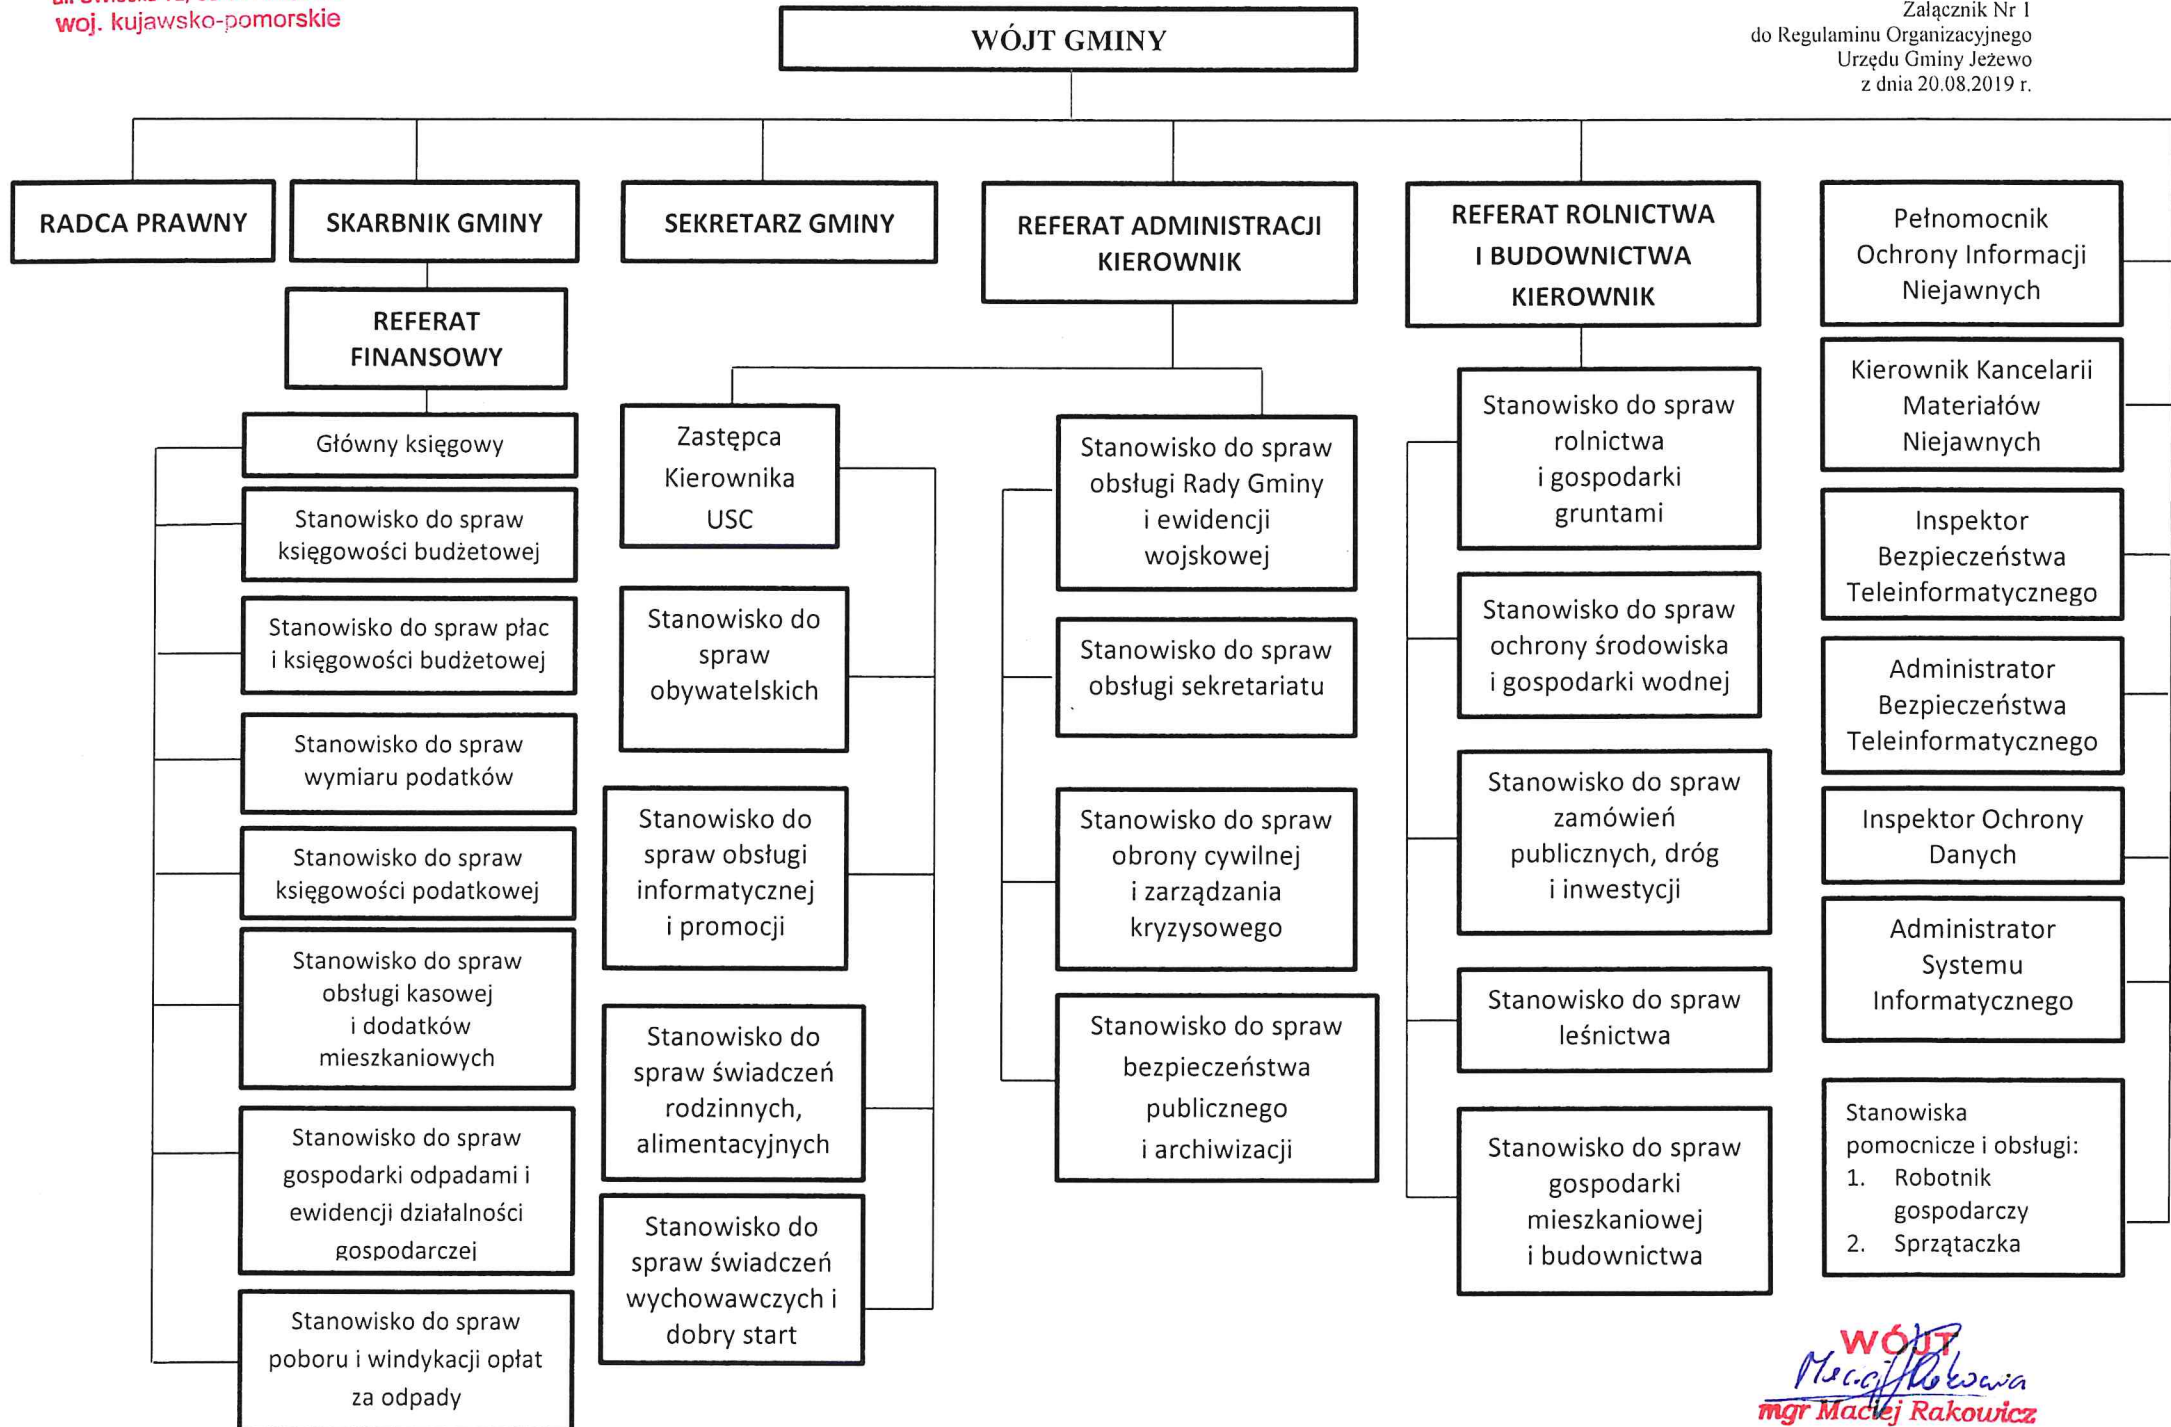 woj. kujawsko-pomorskie
Załącznik Nr 1
do Regulaminu Organizacyjnego
Urzędu Gminy Jeżewo
z dnia 20.08.2019 r.
WÓJT GMINY
RADCA PRAWNY
SKARBNIK GMINY
REFERAT
FINANSOWY
Główny księgowy
Stanowisko do spraw
księgowości budżetowej
Stanowisko do spraw płac
i księgowości budżetowej
Stanowisko do spraw
wymiaru podatków
Stanowisko do spraw
księgowości podatkowej
Stanowisko do spraw
obsługi kasowej
i dodatków
mieszkaniowych
Stanowisko do spraw
gospodarki odpadami i
ewidencji działalności
gospodarczej
Stanowisko do spraw
poboru i windykacji opłat
za odpady
SEKRETARZ GMINY
REFERAT ADMINISTRACJI
KIEROWNIK
Zastępca
Kierownika
USC
Stanowisko do
spraw
obywatelskich
Stanowisko do
spraw obsługi
informatycznej
i promocji
Stanowisko do
spraw świadczeń
rodzinnych,
alimentacyjnych
Stanowisko do
spraw świadczeń
wychowawczych i
dobry start
Stanowisko do spraw
obsługi Rady Gminy
i ewidencji
wojskowej
Stanowisko do spraw
obsługi sekretariatu
Stanowisko do spraw
obrony cywilnej
i zarządzania
kryzysowego
Stanowisko do spraw
bezpieczeństwa
publicznego
i archiwizacji
REFERAT ROLNICTWA
I BUDOWNICTWA
KIEROWNIK
Stanowisko do spraw
rolnictwa
i gospodarki
gruntami
Stanowisko do spraw
ochrony środowiska
i gospodarki wodnej
Stanowisko do spraw
zamówień
publicznych, dróg
i inwestycji
Stanowisko do spraw
leśnictwa
Stanowisko do spraw
gospodarki
mieszkaniowej
i budownictwa
Pełnomocnik
Ochrony Informacji
Niejawnych
Kierownik Kancelarii
Materiałów
Niejawnych
Inspektor
Bezpieczeństwa
Teleinformatycznego
Administrator
Bezpieczeństwa
Teleinformatycznego
Inspektor Ochrony
Danych
Administrator
Systemu
Informatycznego
Stanowiska
pomocnicze i obsługi:
1. Robotnik
gospodarczy
2. Sprzątaczka
WÓJT
mgr Maciej Rakowicz